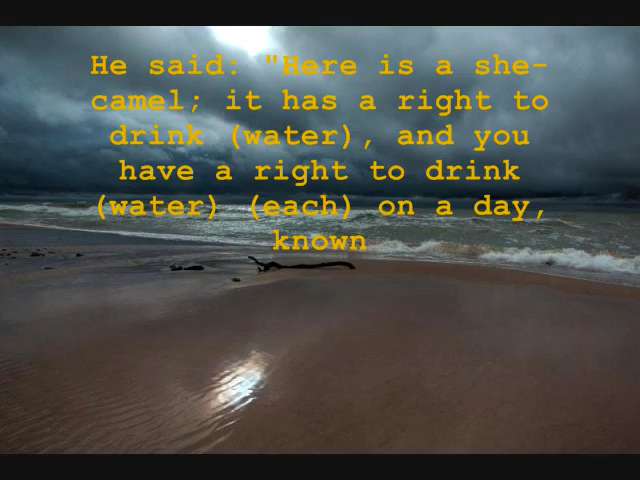 He said: "Here is a she-
camel; it has a right to
drink (water), and you
have a right to drink
(water) (each) on a day,
known